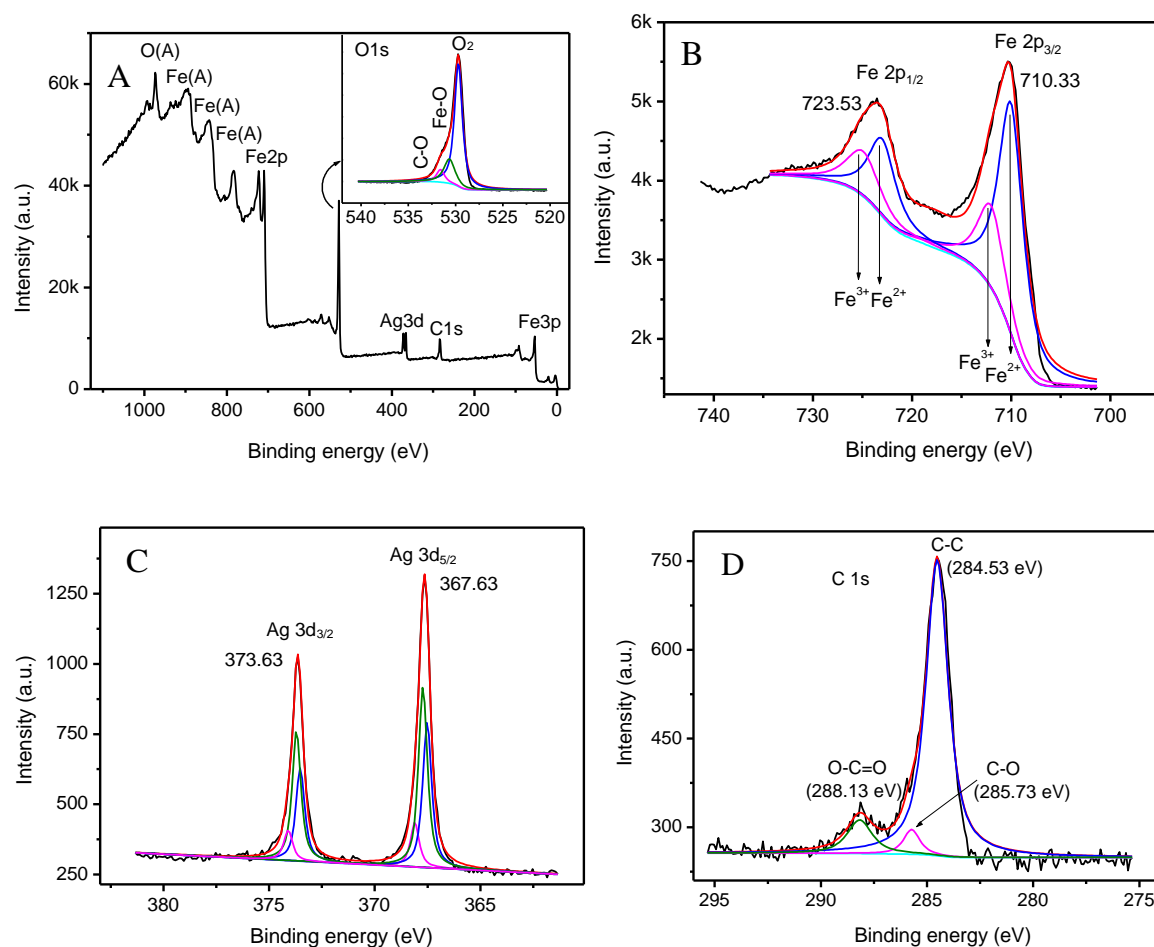 A
O(A)
Fe(A)
Fe(A)
Fe(A)
Fe2p
Ag3d
C1s
Fe3p
60k
40k
20k
0
1000 800 600 400 200 0
Intensity (a.u.)
Binding energy (eV)
O1s
O₂
Fe-O
C-O
540 535 530 525 520
B
Fe 2p₃/₂
710.33
Fe 2p₁/₂
723.53
Fe³⁺ Fe²⁺
Fe³⁺
Fe²⁺
6k
5k
4k
3k
2k
740 730 720 710 700
Intensity (a.u.)
Binding energy (eV)
C
Ag 3d₅/₂
367.63
Ag 3d₃/₂
373.63
1250
1000
750
500
250
380 375 370 365
Intensity (a.u.)
Binding energy (eV)
D
C 1s
C-C
(284.53 eV)
O-C=O
(288.13 eV)
C-O
(285.73 eV)
750
600
450
300
295 290 285 280 275
Intensity (a.u.)
Binding energy (eV)